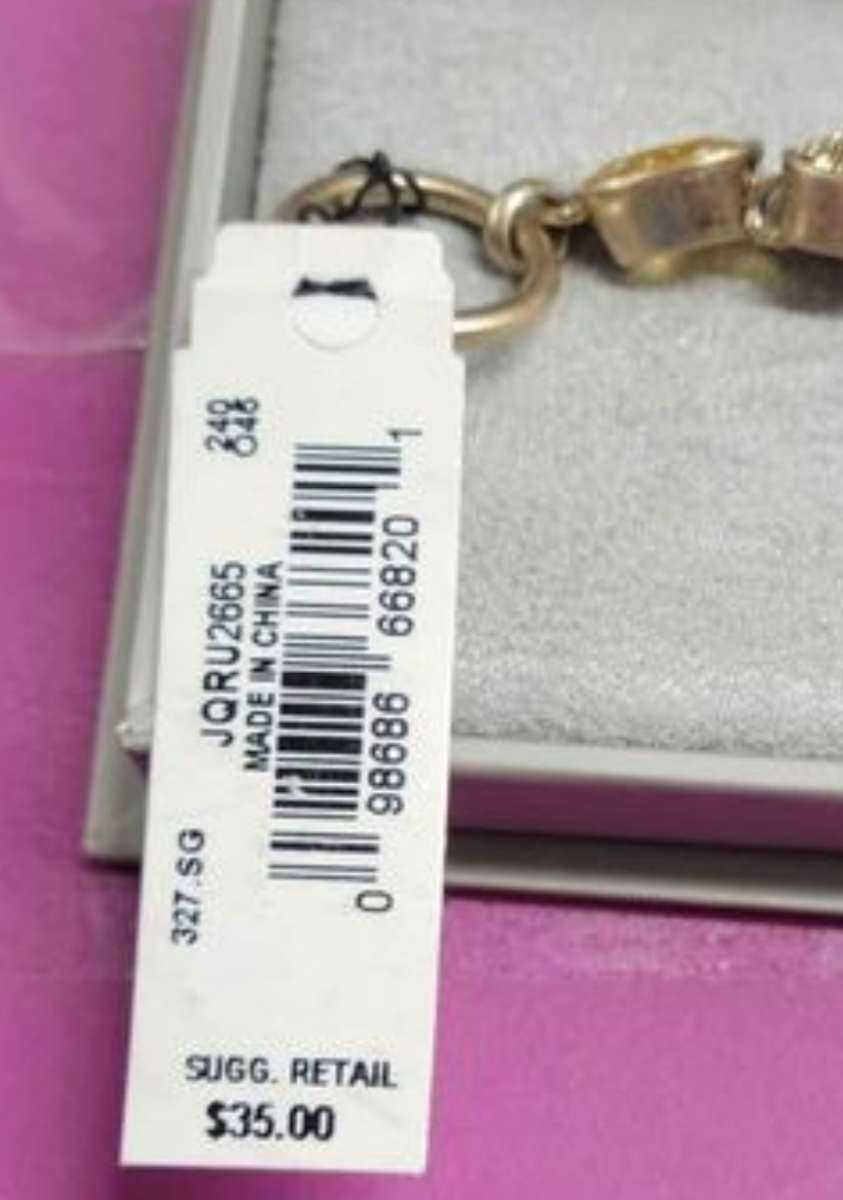 240
JQRU2665
MADE IN CHINA
0 98686 66820 1
327.SG
SUGG. RETAIL
$35.00